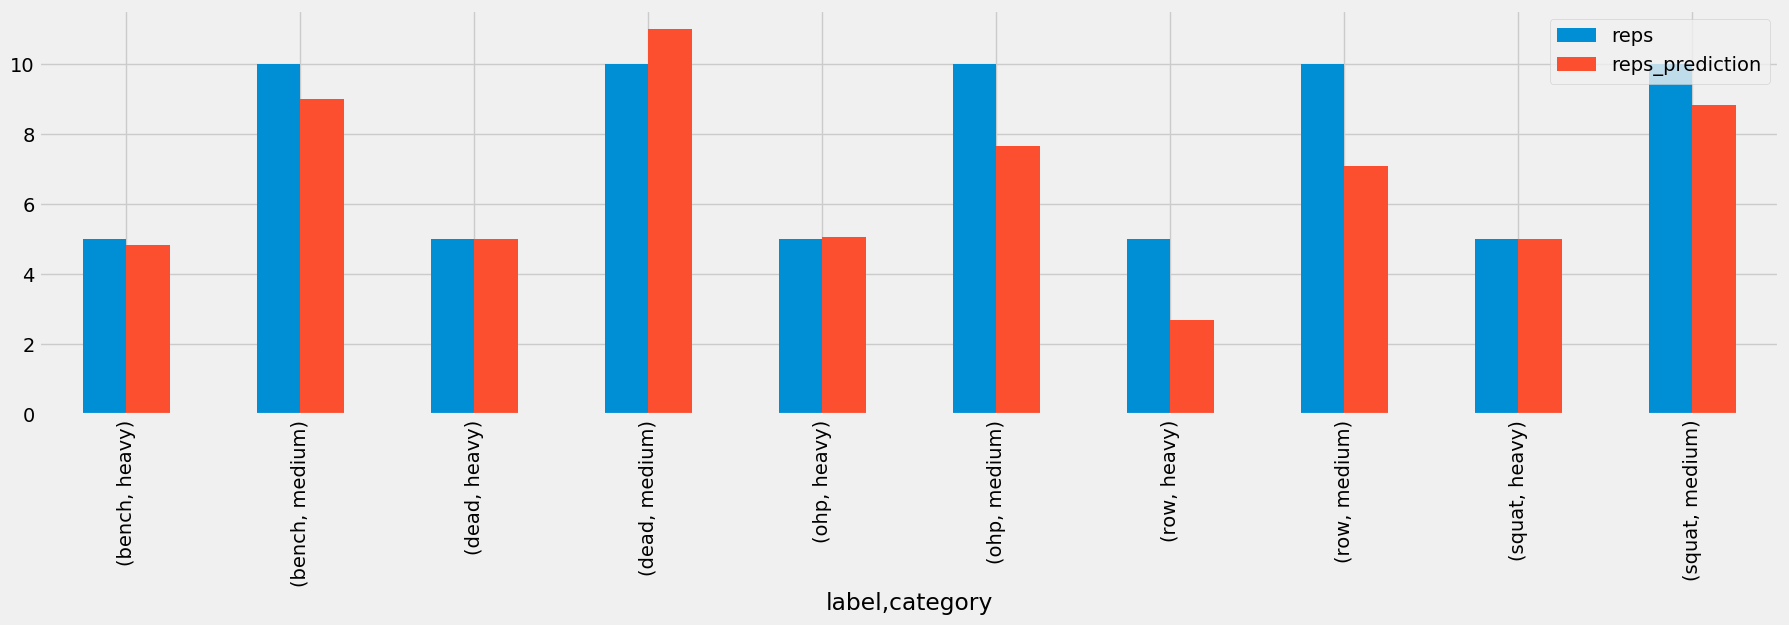 reps
reps_prediction
10
8
6
4
2
0
(bench, heavy)
(bench, medium)
(dead, heavy)
(dead, medium)
(ohp, heavy)
(ohp, medium)
(row, heavy)
(row, medium)
(squat, heavy)
(squat, medium)
label,category